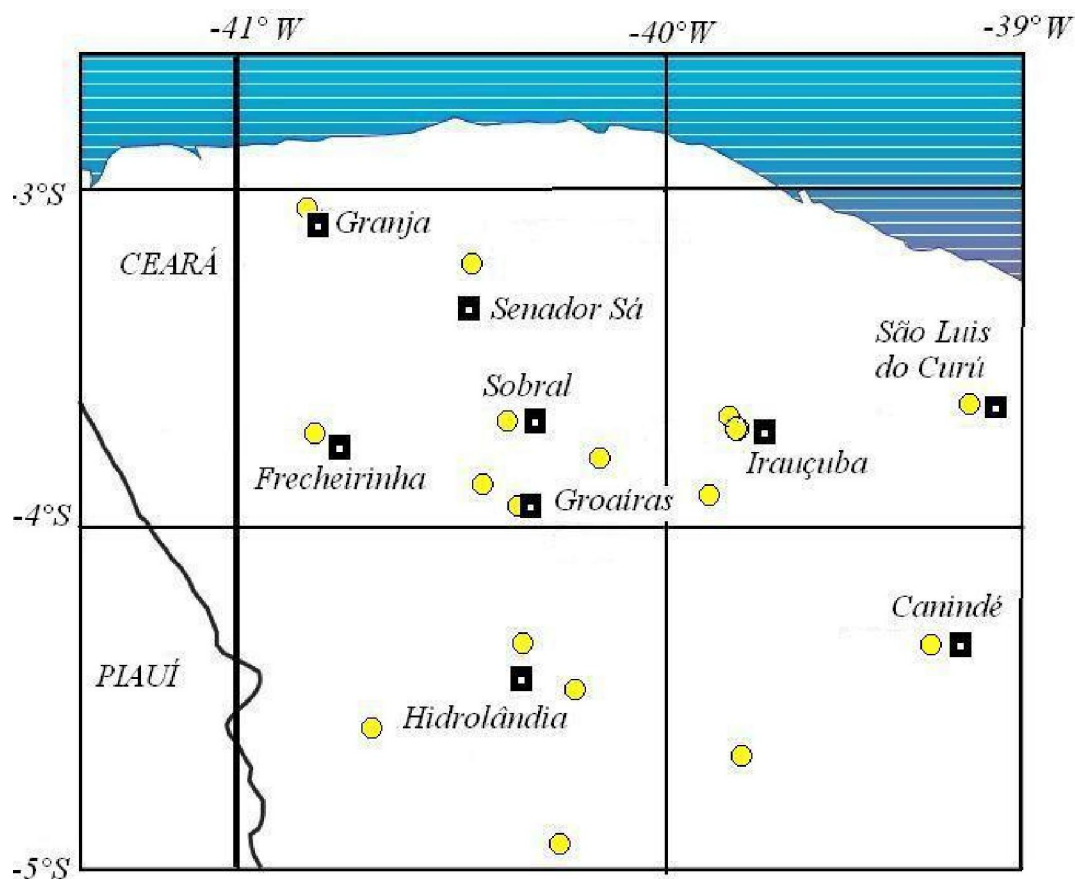 -41° W
-40°W
-39° W
-3°S
Granja
CEARÁ
Senador Sá
São Luis
do Curú
Sobral
Frecheirinha
Irauçuba
Groaíras
-4°S
Canindé
PIAUÍ
Hidrolândia
-5°S